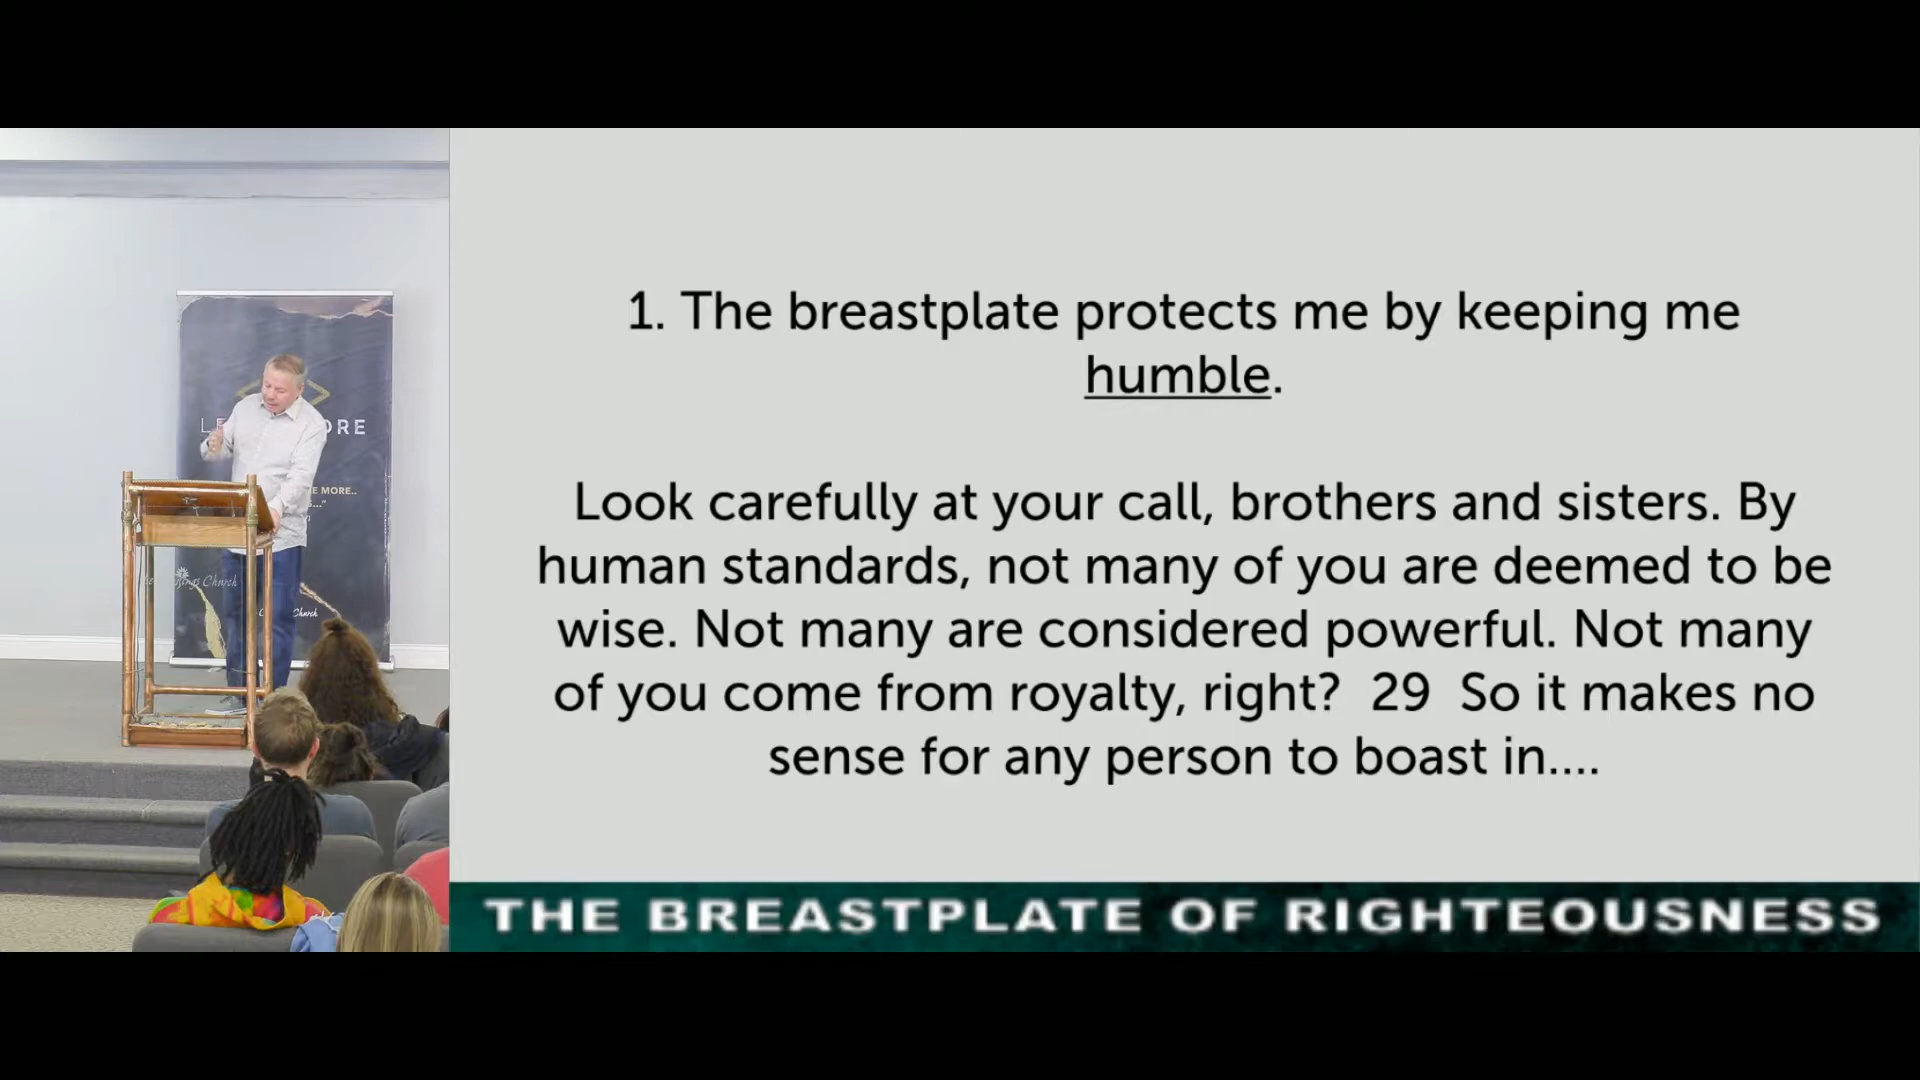 1. The breastplate protects me by keeping me
humble.
Look carefully at your call, brothers and sisters. By
human standards, not many of you are deemed to be
wise. Not many are considered powerful. Not many
of you come from royalty, right? 29 So it makes no
sense for any person to boast in....
THE BREASTPLATE OF RIGHTEOUSNESS
MORE..
Church
Church